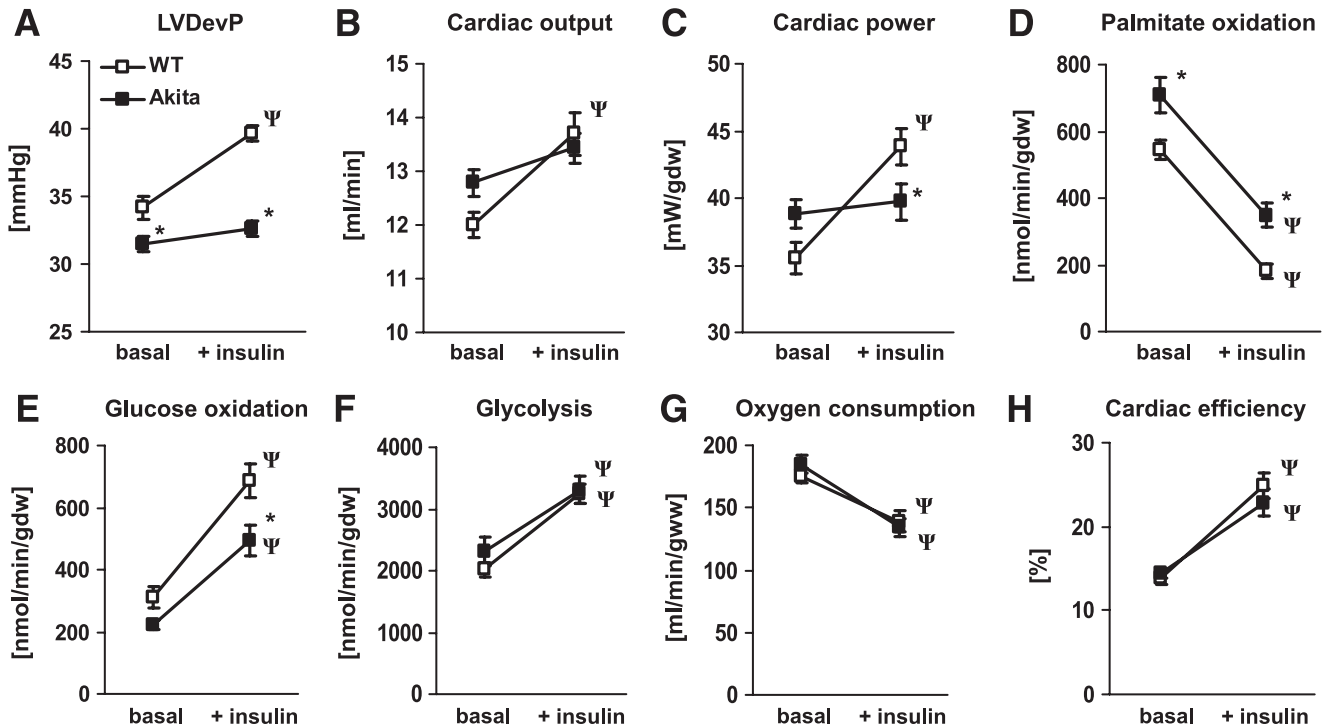 A LVDevP
[mmHg]
45
40
35
30
25
WT
Akita
Ψ
*
*
basal + insulin
B Cardiac output
[ml/min]
15
14
13
12
11
10
Ψ
basal + insulin
C Cardiac power
[mW/gdw]
50
45
40
35
30
Ψ
*
basal + insulin
D Palmitate oxidation
[nmol/min/gdw]
800
600
400
200
0
*
*
Ψ
Ψ
basal + insulin
E Glucose oxidation
[nmol/min/gdw]
800
600
400
200
0
Ψ
*
Ψ
basal + insulin
F Glycolysis
[nmol/min/gdw]
4000
3000
2000
1000
0
Ψ
Ψ
basal + insulin
G Oxygen consumption
[ml/min/gww]
200
150
100
50
0
Ψ
Ψ
basal + insulin
H Cardiac efficiency
[%]
30
20
10
0
Ψ
Ψ
basal + insulin